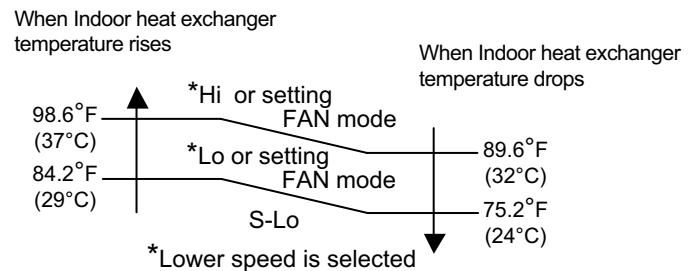 When Indoor heat exchanger
temperature rises
When Indoor heat exchanger
temperature drops
*Hi or setting
FAN mode
98.6°F
(37°C)
89.6°F
(32°C)
*Lo or setting
FAN mode
84.2°F
(29°C)
75.2°F
(24°C)
S-Lo
*Lower speed is selected